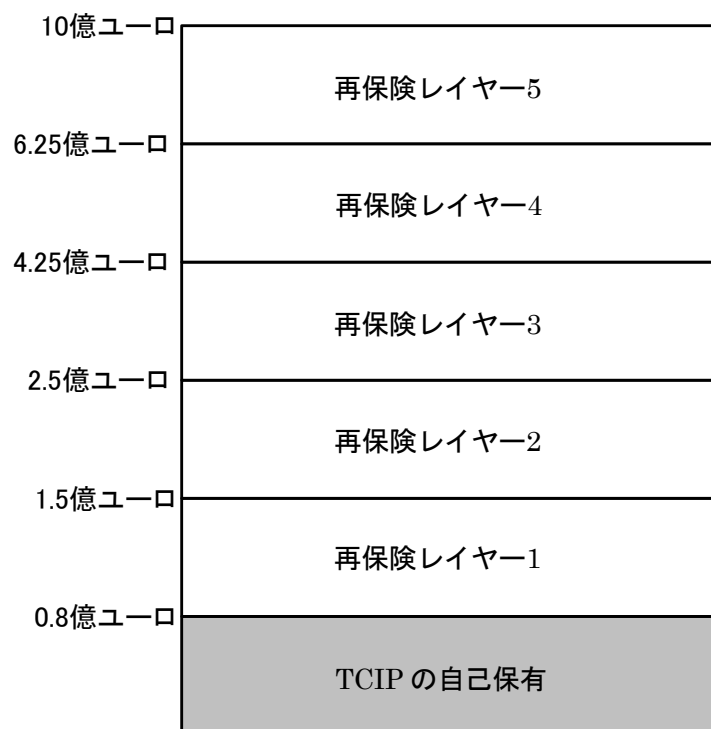 10億ユーロ
再保険レイヤー5
6.25億ユーロ
再保険レイヤー4
4.25億ユーロ
再保険レイヤー3
2.5億ユーロ
再保険レイヤー2
1.5億ユーロ
再保険レイヤー1
0.8億ユーロ
TCIP の自己保有